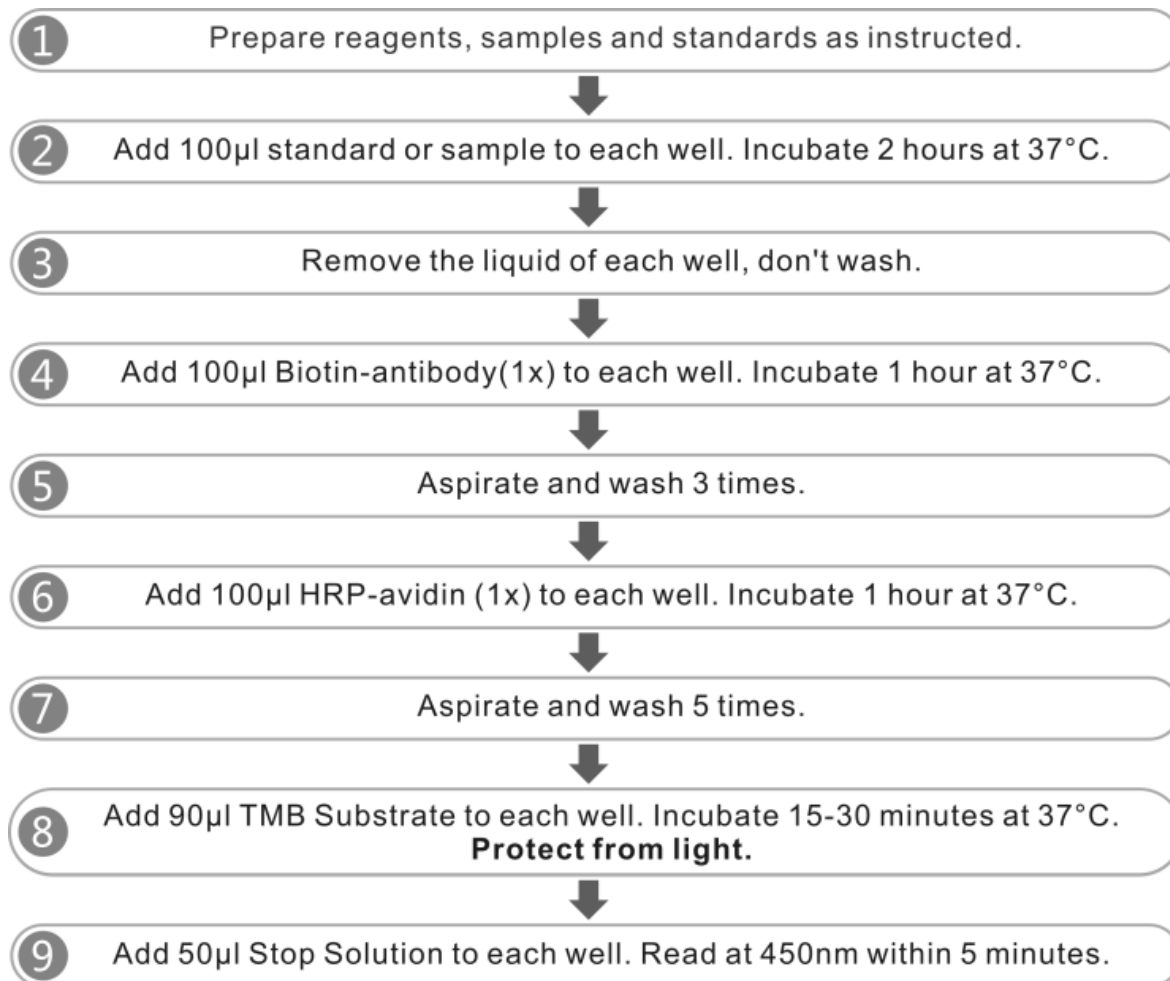 1 Prepare reagents, samples and standards as instructed.
2 Add 100µl standard or sample to each well. Incubate 2 hours at 37°C.
3 Remove the liquid of each well, don't wash.
4 Add 100µl Biotin-antibody(1x) to each well. Incubate 1 hour at 37°C.
5 Aspirate and wash 3 times.
6 Add 100µl HRP-avidin (1x) to each well. Incubate 1 hour at 37°C.
7 Aspirate and wash 5 times.
8 Add 90µl TMB Substrate to each well. Incubate 15-30 minutes at 37°C.
Protect from light.
9 Add 50µl Stop Solution to each well. Read at 450nm within 5 minutes.